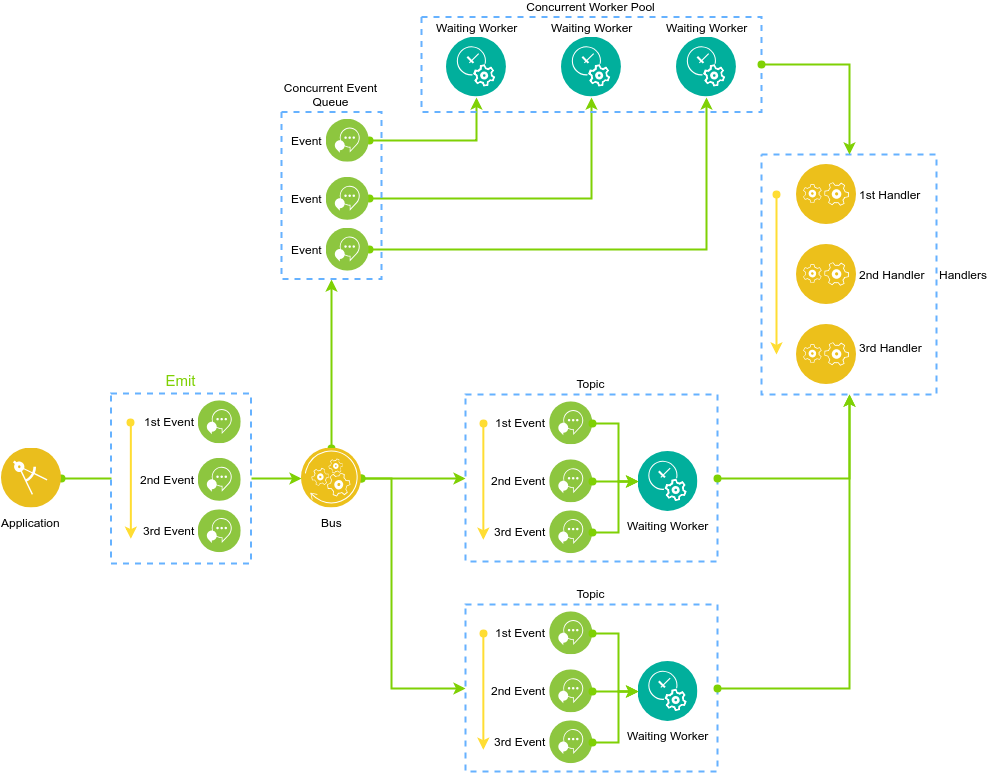 Concurrent Worker Pool
Waiting Worker
Waiting Worker
Waiting Worker
Concurrent Event
Queue
Event
Event
Event
1st Handler
2nd Handler
3rd Handler
Handlers
Emit
1st Event
2nd Event
3rd Event
Application
Bus
Topic
1st Event
2nd Event
3rd Event
Waiting Worker
Topic
1st Event
2nd Event
3rd Event
Waiting Worker